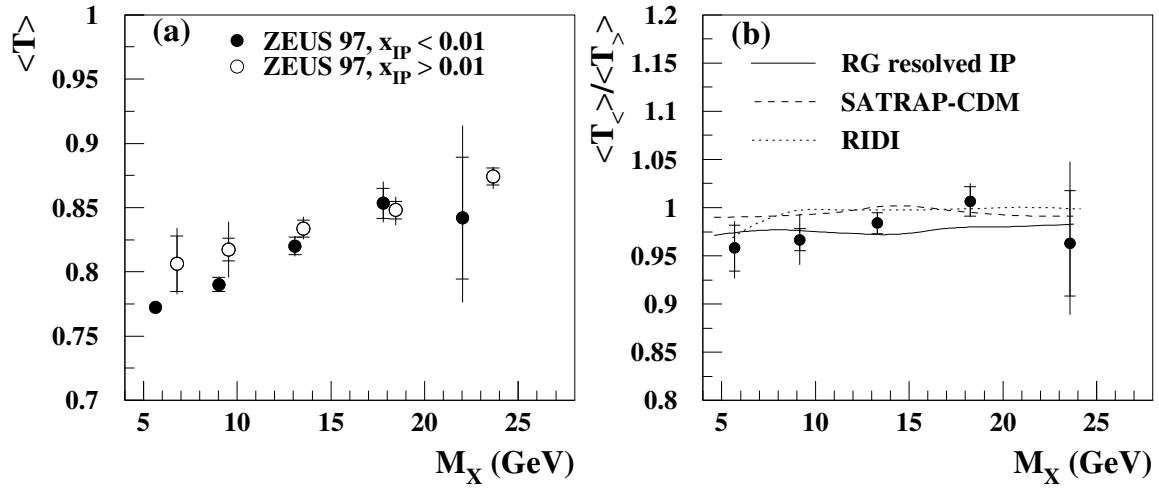 (a)
ZEUS 97, x_IP < 0.01
ZEUS 97, x_IP > 0.01
<T>
1
0.95
0.9
0.85
0.8
0.75
0.7
5 10 15 20 25
M_X (GeV)
(b)
RG resolved IP
SATRAP-CDM
RIDI
<T_<>/<T_>>
1.2
1.15
1.1
1.05
1
0.95
0.9
0.85
0.8
5 10 15 20 25
M_X (GeV)